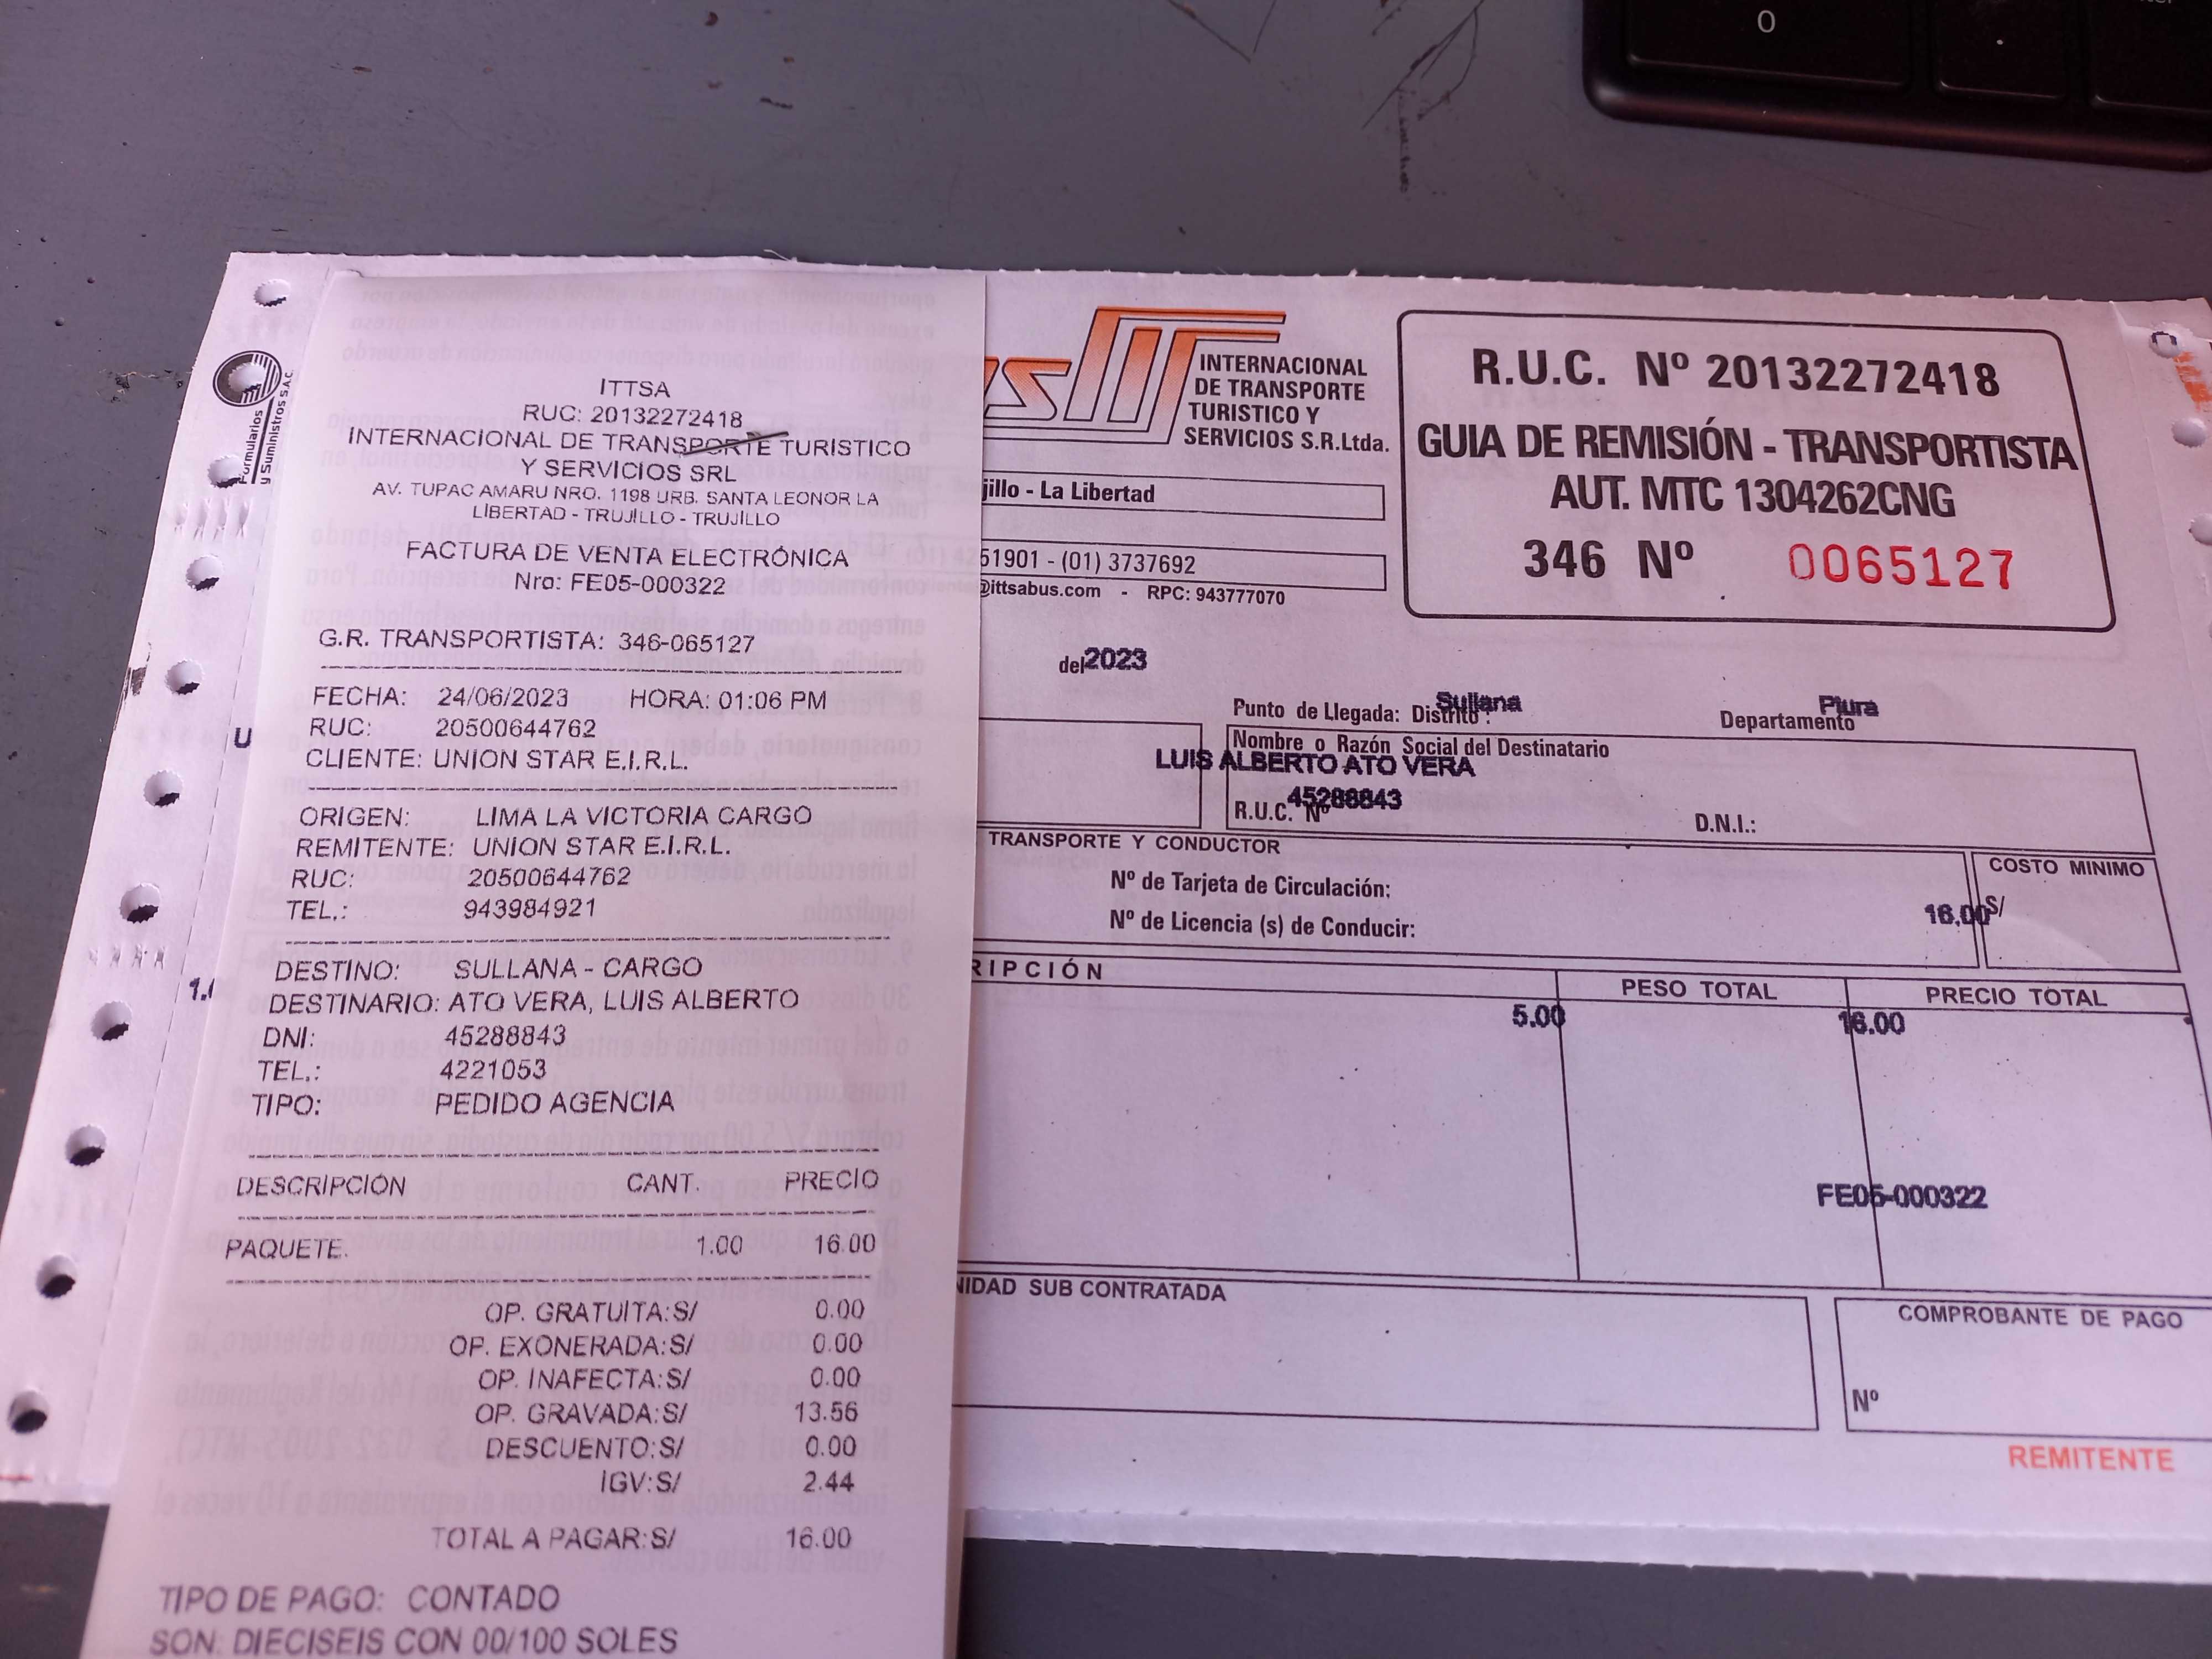 Formularios
y Suministros S.A.C.
ITTSA
RUC: 20132272418
INTERNACIONAL DE TRANSPORTE TURISTICO
Y SERVICIOS SRL
AV. TUPAC AMARU NRO. 1198 URB. SANTA LEONOR LA
LIBERTAD - TRUJILLO - TRUJILLO
FACTURA DE VENTA ELECTRÓNICA
Nro: FE05-000322
G.R. TRANSPORTISTA: 346-065127
FECHA: 24/06/2023 HORA: 01:06 PM
RUC: 20500644762
CLIENTE: UNION STAR E.I.R.L.
ORIGEN: LIMA LA VICTORIA CARGO
REMITENTE: UNION STAR E.I.R.L.
RUC: 20500644762
TEL.: 943984921
DESTINO: SULLANA - CARGO
DESTINARIO: ATO VERA, LUIS ALBERTO
DNI: 45288843
TEL.: 4221053
TIPO: PEDIDO AGENCIA
DESCRIPCIÓN CANT. PRECIO
PAQUETE. 1.00 16.00
OP. GRATUITA:S/ 0.00
OP. EXONERADA:S/ 0.00
OP. INAFECTA:S/ 0.00
OP. GRAVADA:S/ 13.56
DESCUENTO:S/ 0.00
IGV:S/ 2.44
TOTAL A PAGAR:S/ 16.00
TIPO DE PAGO: CONTADO
SON: DIECISEIS CON 00/100 SOLES
INTERNACIONAL
DE TRANSPORTE
TURISTICO Y
SERVICIOS S.R.Ltda.
jillo - La Libertad
51901 - (01) 3737692
@ittsabus.com - RPC: 943777070
R.U.C. Nº 20132272418
GUIA DE REMISIÓN - TRANSPORTISTA
AUT. MTC 1304262CNG
346 Nº 0065127
del 2023
Punto de Llegada: Distrito : Sullana Departamento Piura
Nombre o Razón Social del Destinatario
LUIS ALBERTO ATO VERA
R.U.C. Nº 45288843 D.N.I.:
TRANSPORTE Y CONDUCTOR
Nº de Tarjeta de Circulación:
Nº de Licencia (s) de Conducir:
COSTO MINIMO
16.00 S/
RIPCIÓN PESO TOTAL PRECIO TOTAL
5.00 16.00
FE05-000322
NIDAD SUB CONTRATADA
COMPROBANTE DE PAGO
Nº
REMITENTE
U
1.
0